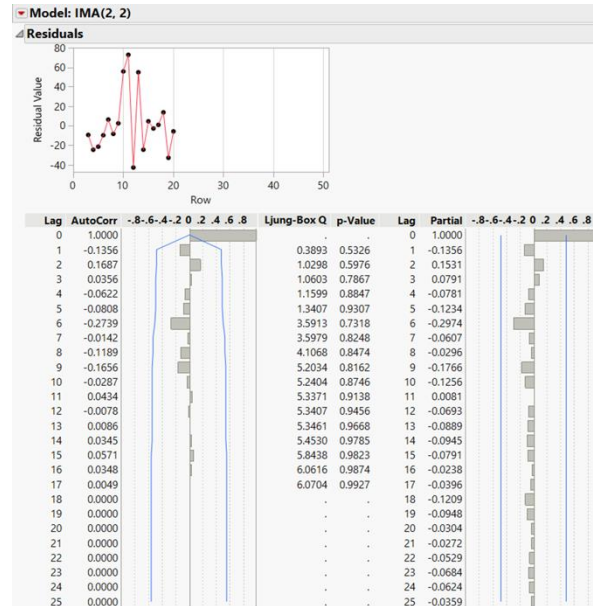 Model: IMA(2, 2)
Residuals
80
60
40
20
0
-20
-40
Residual Value
0 10 20 30 40 50
Row
Lag AutoCorr -.8-.6-.4-.2 0 .2 .4 .6 .8 Ljung-Box Q p-Value Lag Partial -.8-.6-.4-.2 0 .2 .4 .6 .8
0 1.0000 . . 0 1.0000
1 -0.1356 0.3893 0.5326 1 -0.1356
2 0.1687 1.0298 0.5976 2 0.1531
3 0.0356 1.0603 0.7867 3 0.0791
4 -0.0622 1.1599 0.8847 4 -0.0781
5 -0.0808 1.3407 0.9307 5 -0.1234
6 -0.2739 3.5913 0.7318 6 -0.2974
7 -0.0142 3.5979 0.8248 7 -0.0607
8 -0.1189 4.1068 0.8474 8 -0.0296
9 -0.1656 5.2034 0.8162 9 -0.1766
10 -0.0287 5.2404 0.8746 10 -0.1256
11 0.0434 5.3371 0.9138 11 0.0081
12 -0.0078 5.3407 0.9456 12 -0.0693
13 0.0086 5.3461 0.9668 13 -0.0889
14 0.0345 5.4530 0.9785 14 -0.0945
15 0.0571 5.8438 0.9823 15 -0.0791
16 0.0348 6.0616 0.9874 16 -0.0238
17 0.0049 6.0704 0.9927 17 -0.0396
18 0.0000 . . 18 -0.1209
19 0.0000 . . 19 -0.0948
20 0.0000 . . 20 -0.0304
21 0.0000 . . 21 -0.0272
22 0.0000 . . 22 -0.0529
23 0.0000 . . 23 -0.0684
24 0.0000 . . 24 -0.0624
25 0.0000 . . 25 -0.0359